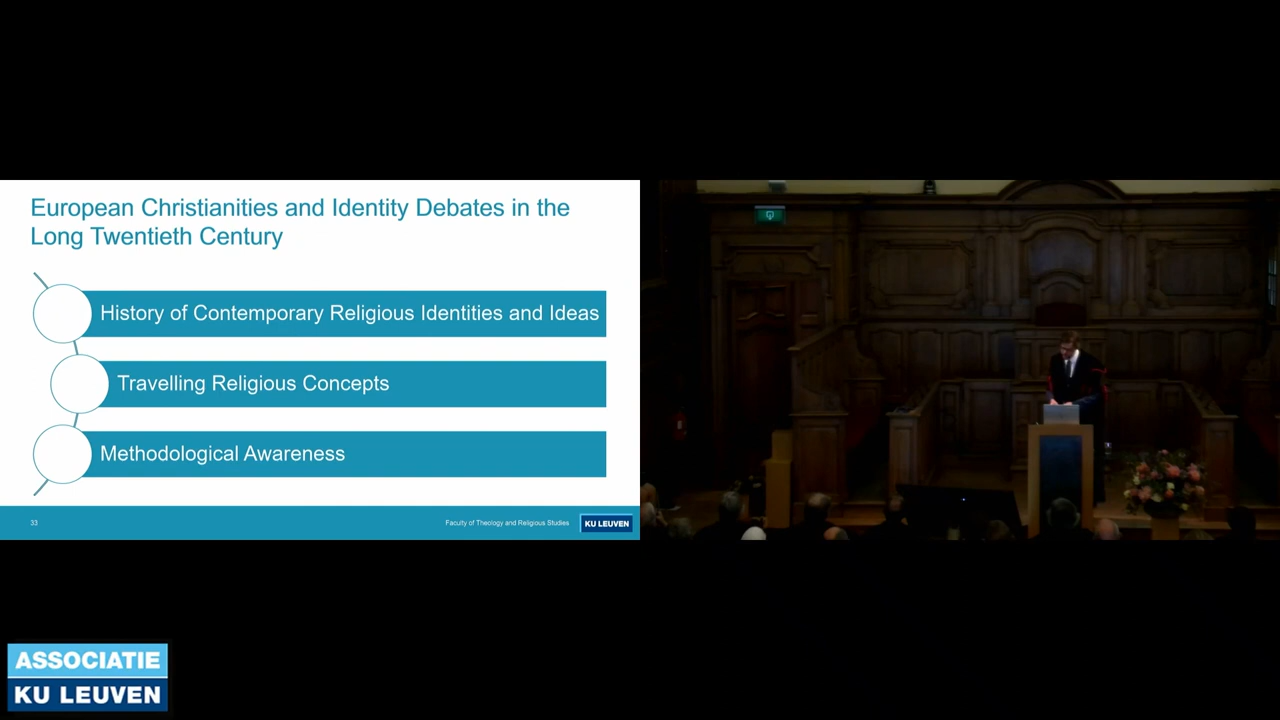 European Christianities and Identity Debates in the
Long Twentieth Century
History of Contemporary Religious Identities and Ideas
Travelling Religious Concepts
Methodological Awareness
33
Faculty of Theology and Religious Studies
KU LEUVEN
ASSOCIATIE
KU LEUVEN